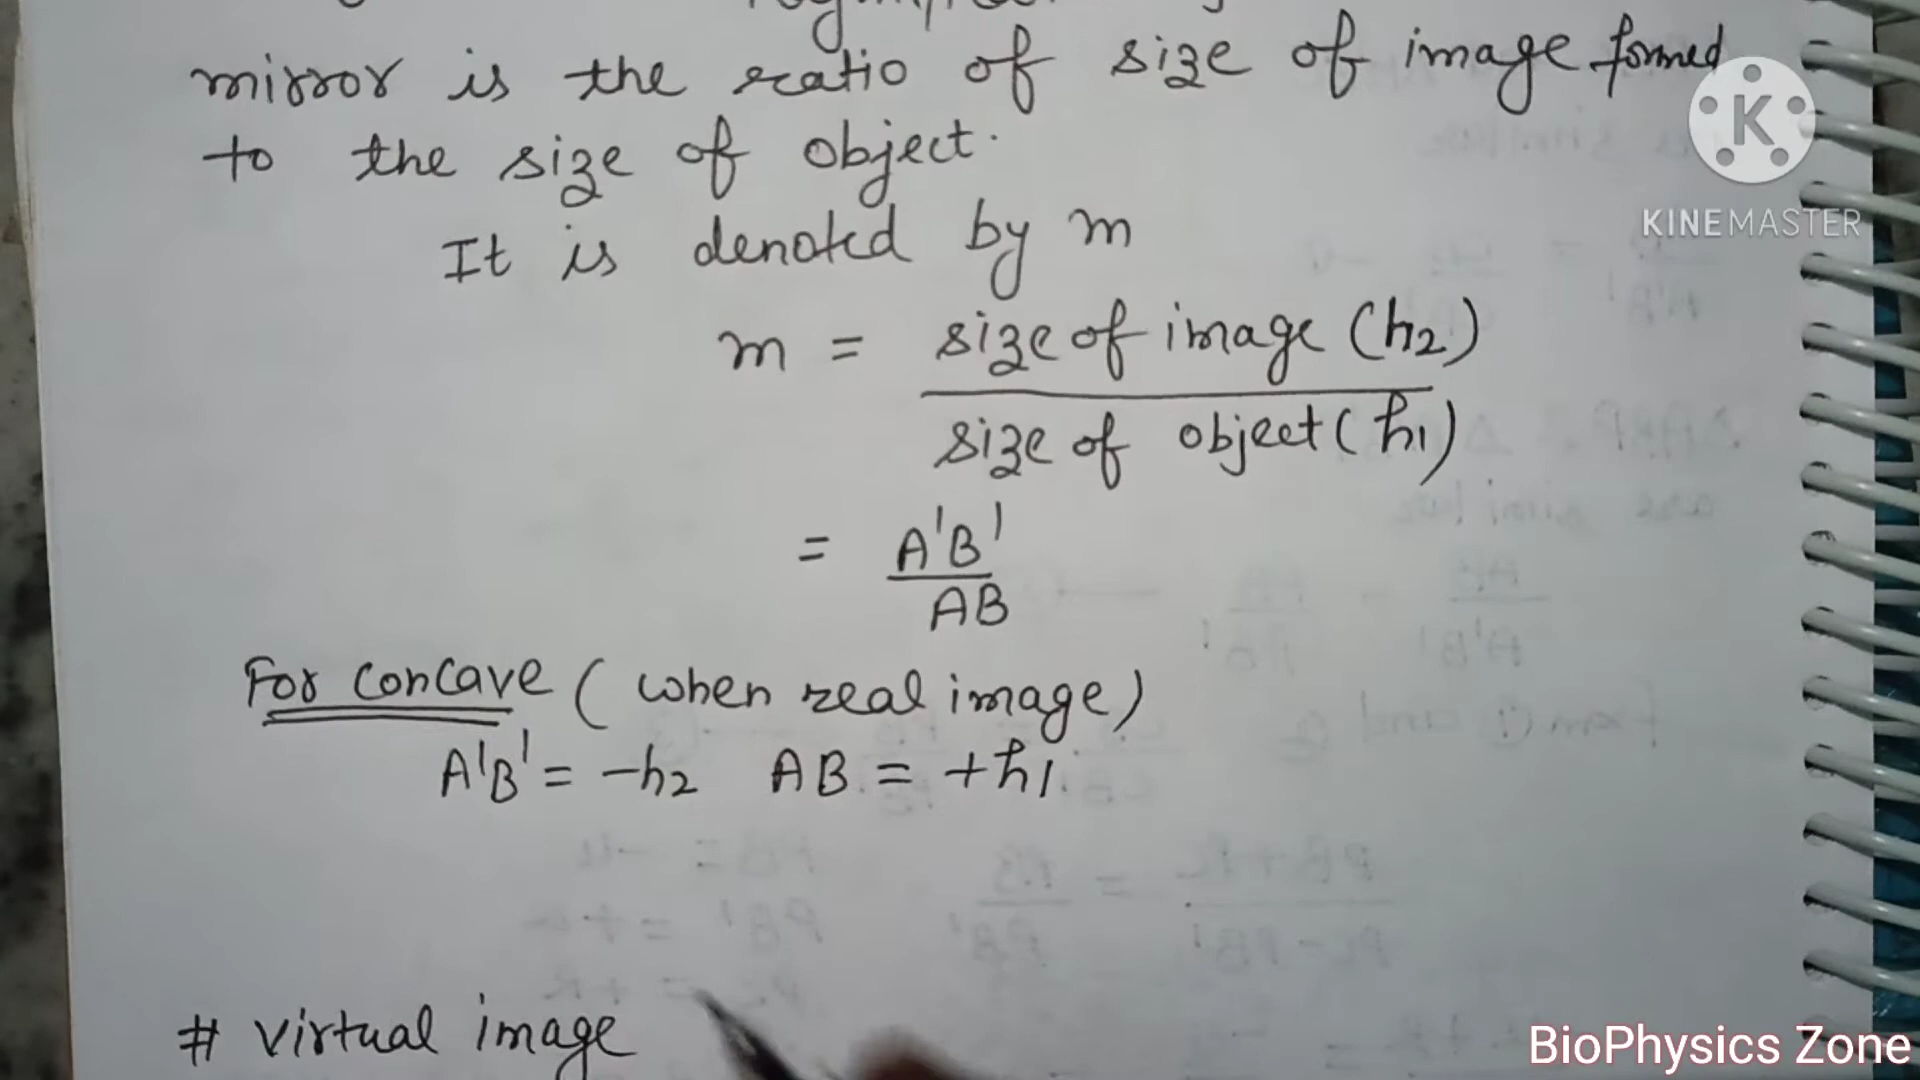 mirror is the ratio of size of image formed
to the size of object.
It is denoted by m
m = size of image (h2)
size of object (h1)
= A'B'
AB
For concave (when real image)
A'B' = -h2 AB = +h1
# virtual image
K
KINEMASTER
BioPhysics Zone